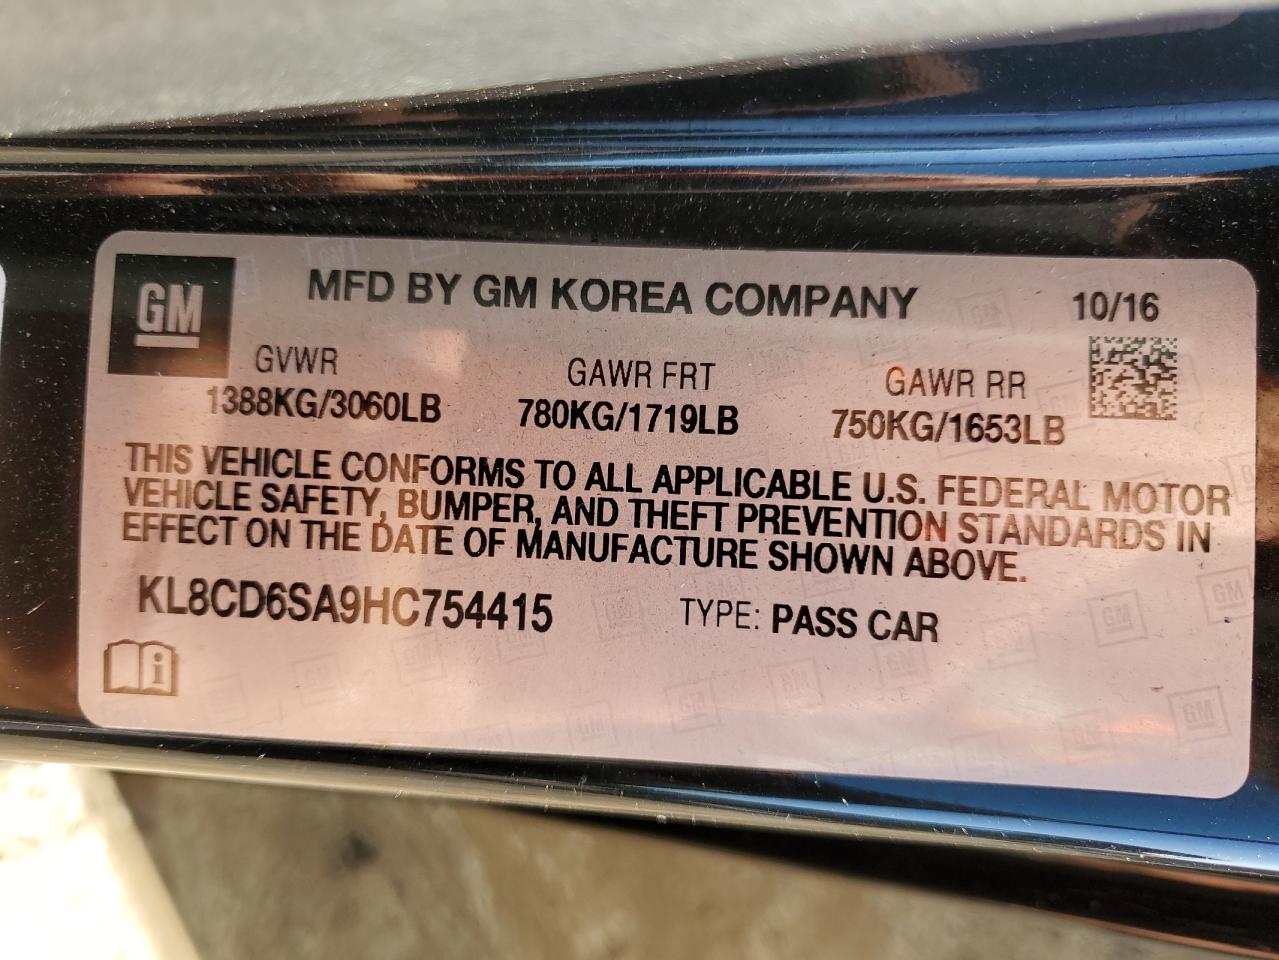 GM
MFD BY GM KOREA COMPANY
10/16
GVWR
1388KG/3060LB
GAWR FRT
780KG/1719LB
GAWR RR
750KG/1653LB
THIS VEHICLE CONFORMS TO ALL APPLICABLE U.S. FEDERAL MOTOR
VEHICLE SAFETY, BUMPER, AND THEFT PREVENTION STANDARDS IN
EFFECT ON THE DATE OF MANUFACTURE SHOWN ABOVE.
KL8CD6SA9HC754415
TYPE: PASS CAR